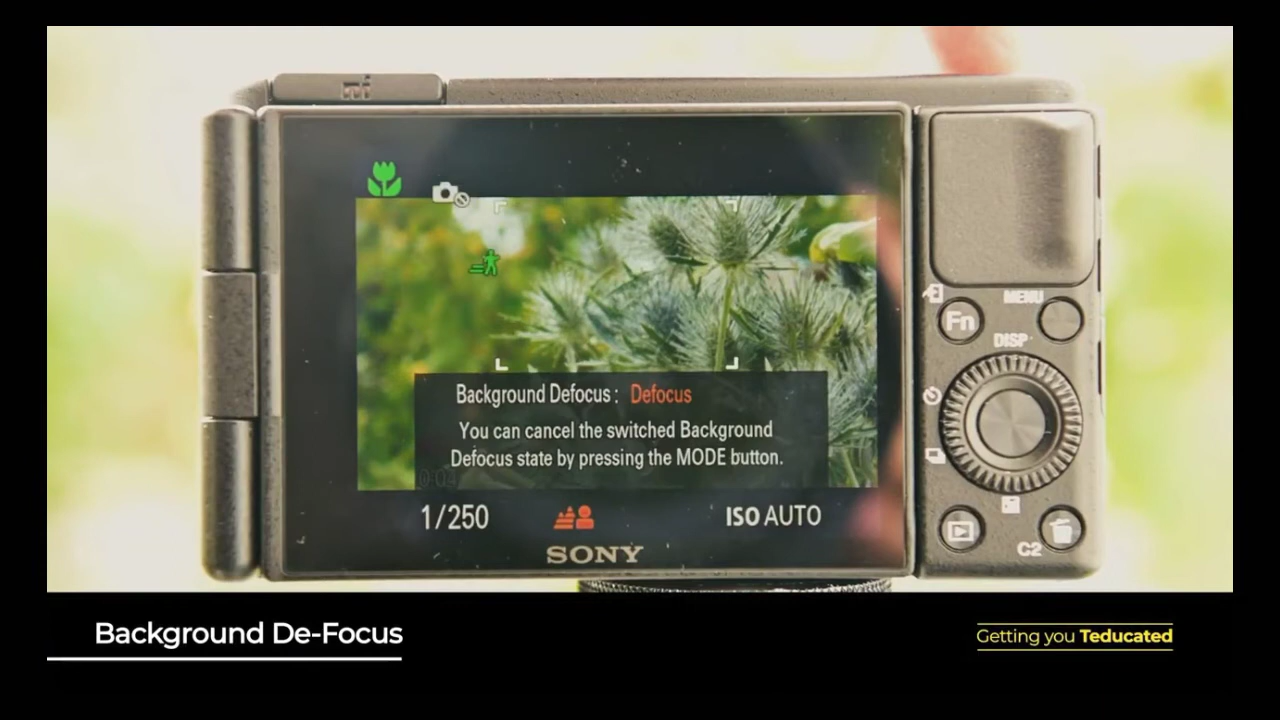 MENU
Fn
DISP
Background Defocus : Defocus
You can cancel the switched Background
Defocus state by pressing the MODE button.
1/250
ISO AUTO
SONY
C2
Background De-Focus
Getting you Teducated